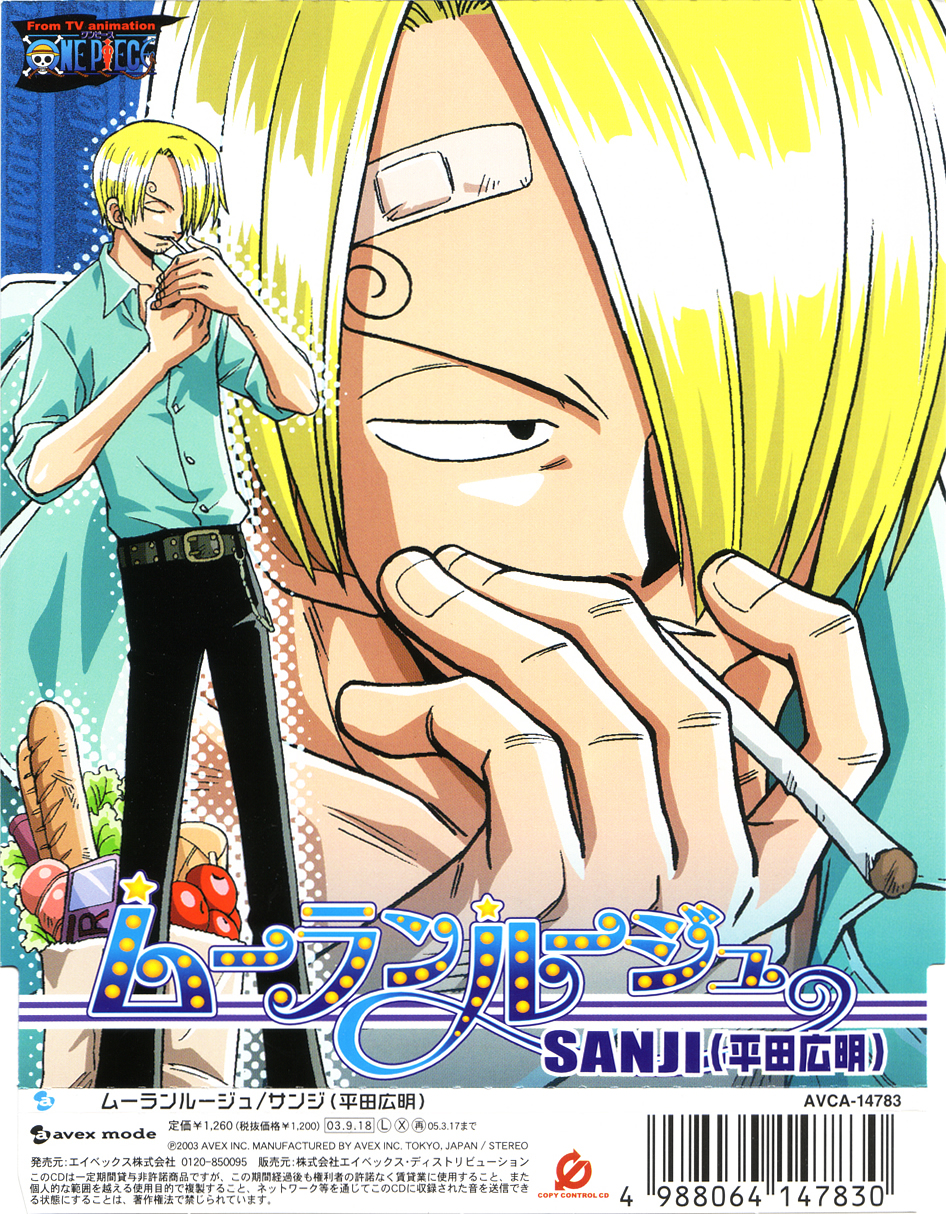 From TV animation
ワンピース
ONE PIECE
ムーランルージュ
SANJI(平田広明)
ムーランルージュ/サンジ(平田広明)
AVCA-14783
avex mode
定価¥1,260(税抜価格¥1,200) 03.9.18 Ⓛ Ⓧ 再 05.3.17まで
℗2003 AVEX INC. MANUFACTURED BY AVEX INC. TOKYO, JAPAN / STEREO
発売元:エイベックス株式会社 0120-850095 販売元:株式会社エイベックス・ディストリビューション
このCDは一定期間貸与非許諾商品ですが、この期間経過後も権利者の許諾なく賃貸業に使用すること、また
個人的な範囲を越える使用目的で複製すること、ネットワーク等を通じてこのCDに収録された音を送信でき
る状態にすることは、著作権法で禁じられています。
COPY CONTROL CD
4 988064 147830